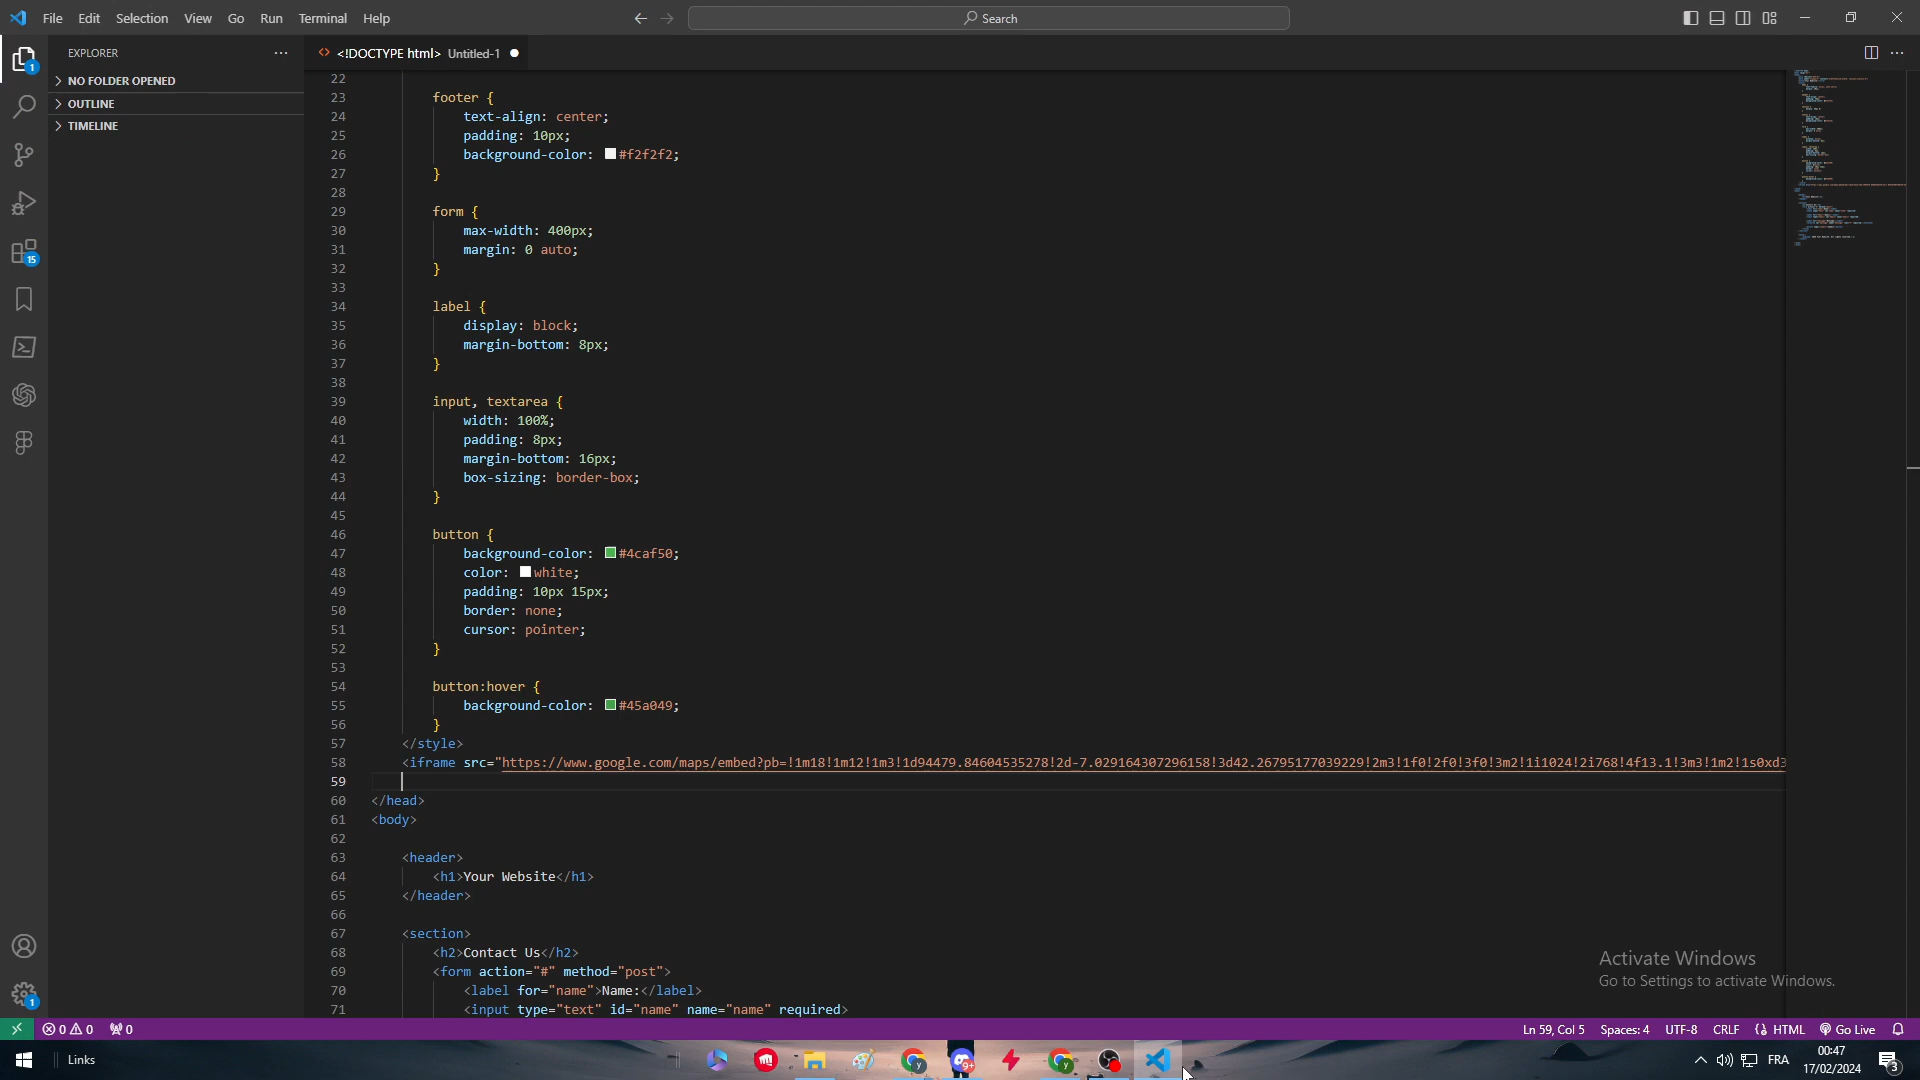 File Edit Selection View Go Run Terminal Help
Search
EXPLORER
1
NO FOLDER OPENED
OUTLINE
TIMELINE
15
1
<!DOCTYPE html> Untitled-1
22
23 footer {
24 text-align: center;
25 padding: 10px;
26 background-color: #f2f2f2;
27 }
28
29 form {
30 max-width: 400px;
31 margin: 0 auto;
32 }
33
34 label {
35 display: block;
36 margin-bottom: 8px;
37 }
38
39 input, textarea {
40 width: 100%;
41 padding: 8px;
42 margin-bottom: 16px;
43 box-sizing: border-box;
44 }
45
46 button {
47 background-color: #4caf50;
48 color: white;
49 padding: 10px 15px;
50 border: none;
51 cursor: pointer;
52 }
53
54 button:hover {
55 background-color: #45a049;
56 }
57 </style>
58 <iframe src="https://www.google.com/maps/embed?pb=!1m18!1m12!1m3!1d94479.84604535278!2d-7.029164307296158!3d42.26795177039229!2m3!1f0!2f0!3f0!3m2!1i1024!2i768!4f13.1!3m3!1m2!1s0xd3
59
60 </head>
61 <body>
62
63 <header>
64 <h1>Your Website</h1>
65 </header>
66
67 <section>
68 <h2>Contact Us</h2>
69 <form action="#" method="post">
70 <label for="name">Name:</label>
71 <input type="text" id="name" name="name" required>
Activate Windows
Go to Settings to activate Windows.
0 0 0
Ln 59, Col 5 Spaces: 4 UTF-8 CRLF HTML Go Live
Links
y
9+
y
FRA
00:47
17/02/2024
3